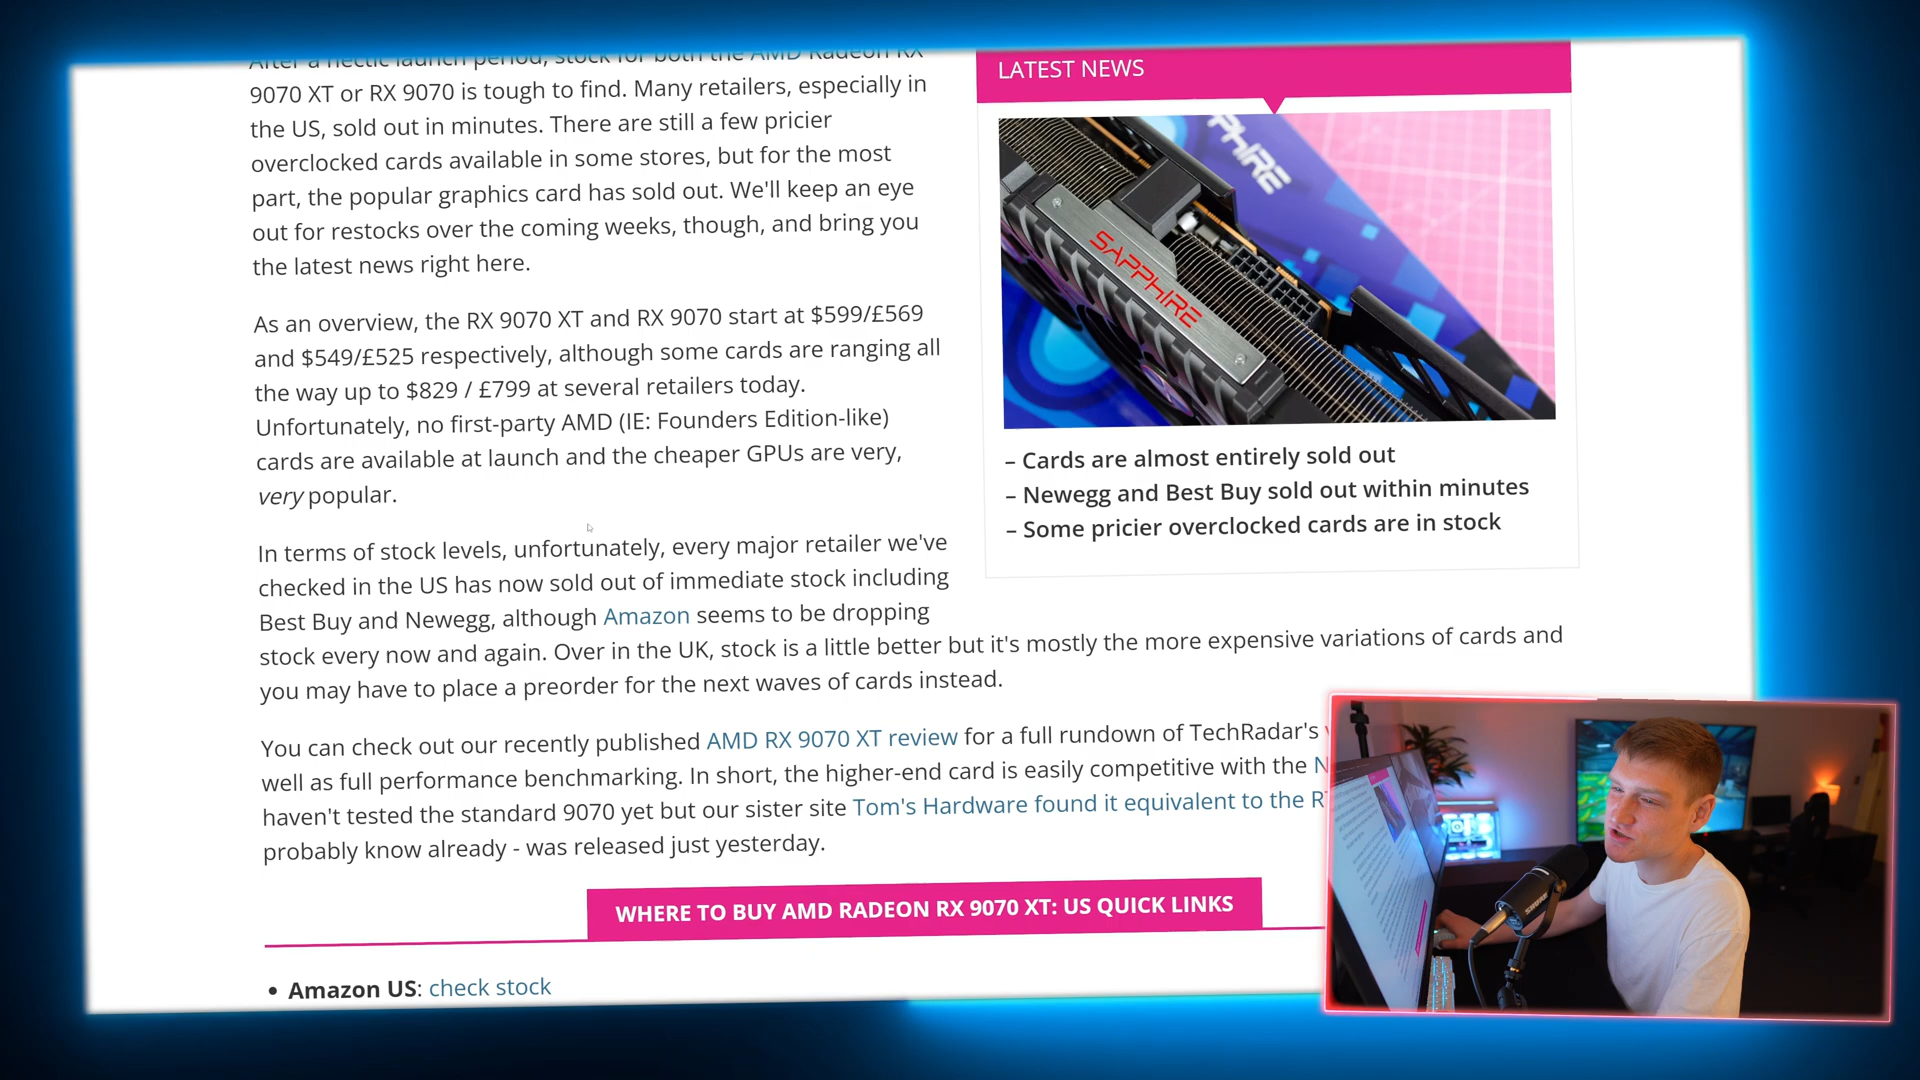 After a hectic launch period, stock for both the AMD Radeon RX
9070 XT or RX 9070 is tough to find. Many retailers, especially in
the US, sold out in minutes. There are still a few pricier
overclocked cards available in some stores, but for the most
part, the popular graphics card has sold out. We'll keep an eye
out for restocks over the coming weeks, though, and bring you
the latest news right here.
As an overview, the RX 9070 XT and RX 9070 start at $599/£569
and $549/£525 respectively, although some cards are ranging all
the way up to $829 / £799 at several retailers today.
Unfortunately, no first-party AMD (IE: Founders Edition-like)
cards are available at launch and the cheaper GPUs are very,
very popular.
LATEST NEWS
SAPPHIRE
PHIRE
– Cards are almost entirely sold out
– Newegg and Best Buy sold out within minutes
– Some pricier overclocked cards are in stock
In terms of stock levels, unfortunately, every major retailer we've
checked in the US has now sold out of immediate stock including
Best Buy and Newegg, although Amazon seems to be dropping
stock every now and again. Over in the UK, stock is a little better but it's mostly the more expensive variations of cards and
you may have to place a preorder for the next waves of cards instead.
You can check out our recently published AMD RX 9070 XT review for a full rundown of TechRadar's
well as full performance benchmarking. In short, the higher-end card is easily competitive with the
haven't tested the standard 9070 yet but our sister site Tom's Hardware found it equivalent to the
probably know already - was released just yesterday.
WHERE TO BUY AMD RADEON RX 9070 XT: US QUICK LINKS
• Amazon US: check stock
SHURE